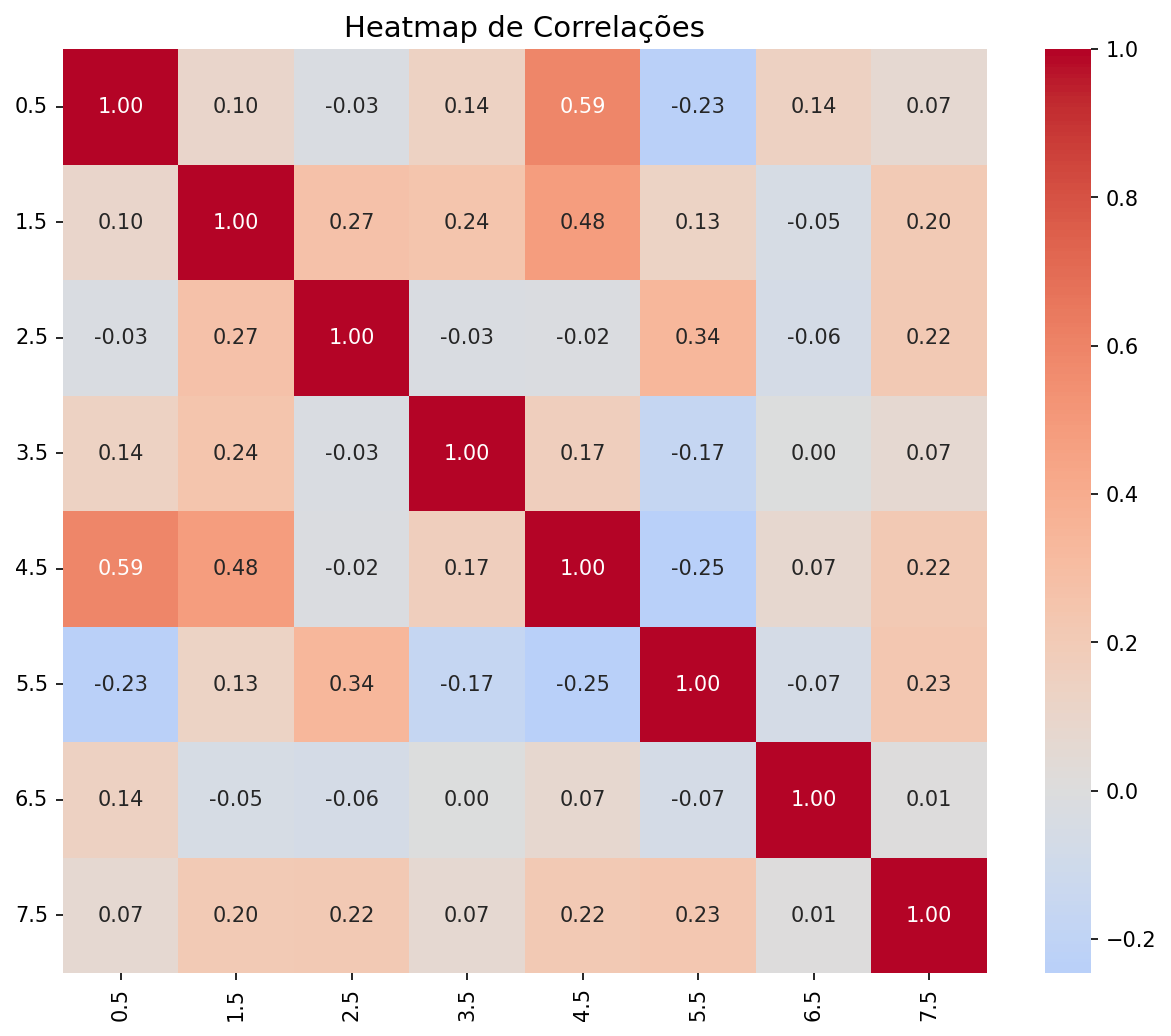 Heatmap de Correlações
0.5 1.00 0.10 -0.03 0.14 0.59 -0.23 0.14 0.07
1.5 0.10 1.00 0.27 0.24 0.48 0.13 -0.05 0.20
2.5 -0.03 0.27 1.00 -0.03 -0.02 0.34 -0.06 0.22
3.5 0.14 0.24 -0.03 1.00 0.17 -0.17 0.00 0.07
4.5 0.59 0.48 -0.02 0.17 1.00 -0.25 0.07 0.22
5.5 -0.23 0.13 0.34 -0.17 -0.25 1.00 -0.07 0.23
6.5 0.14 -0.05 -0.06 0.00 0.07 -0.07 1.00 0.01
7.5 0.07 0.20 0.22 0.07 0.22 0.23 0.01 1.00
0.5 1.5 2.5 3.5 4.5 5.5 6.5 7.5
1.0
0.8
0.6
0.4
0.2
0.0
−0.2